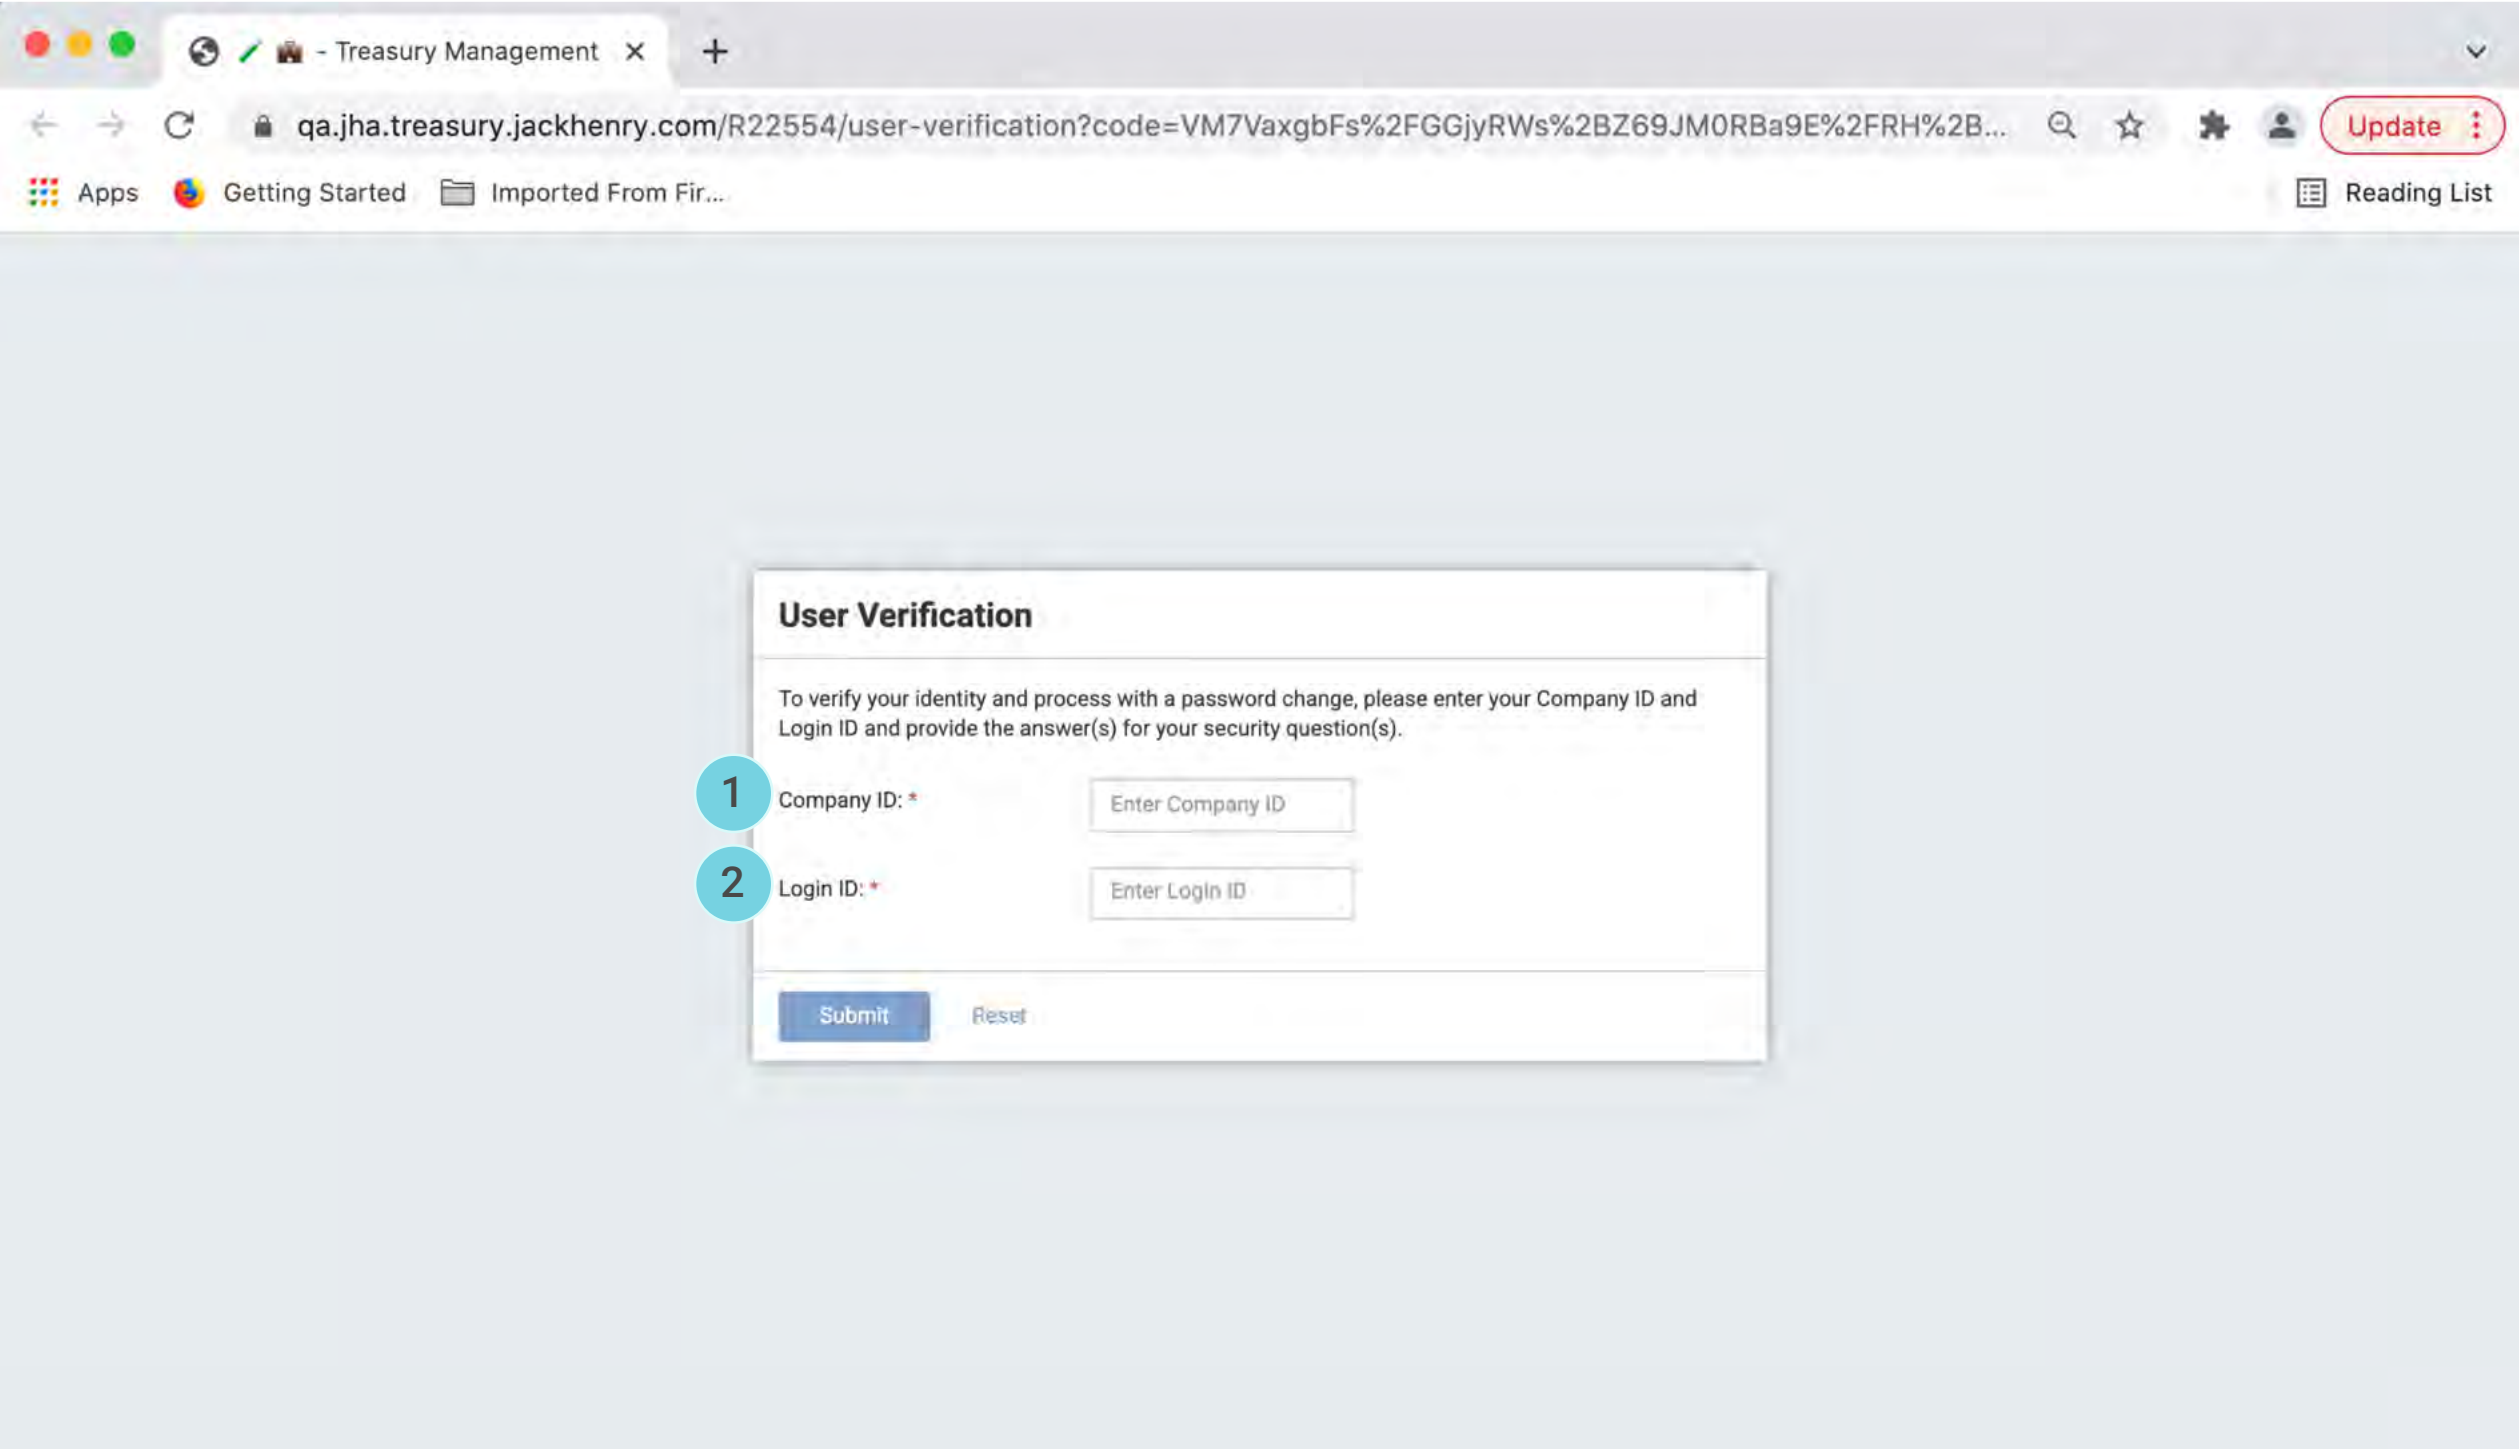 - Treasury Management
qa.jha.treasury.jackhenry.com/R22554/user-verification?code=VM7VaxgbFs%2FGGjyRWs%2BZ69JM0RBa9E%2FRH%2B...
Update
Apps
Getting Started
Imported From Fir...
Reading List
User Verification
To verify your identity and process with a password change, please enter your Company ID and
Login ID and provide the answer(s) for your security question(s).
1 Company ID: * Enter Company ID
2 Login ID: * Enter Login ID
Submit Reset